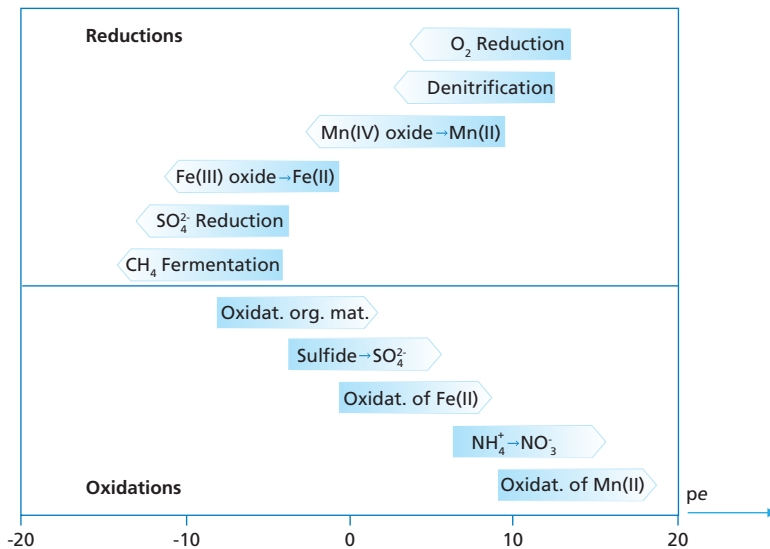 Reductions
O₂ Reduction
Denitrification
Mn(IV) oxide→Mn(II)
Fe(III) oxide→Fe(II)
SO₄²⁻ Reduction
CH₄ Fermentation
Oxidat. org. mat.
Sulfide→SO₄²⁻
Oxidat. of Fe(II)
NH₄⁺→NO₃⁻
Oxidat. of Mn(II)
Oxidations
pe
-20 -10 0 10 20